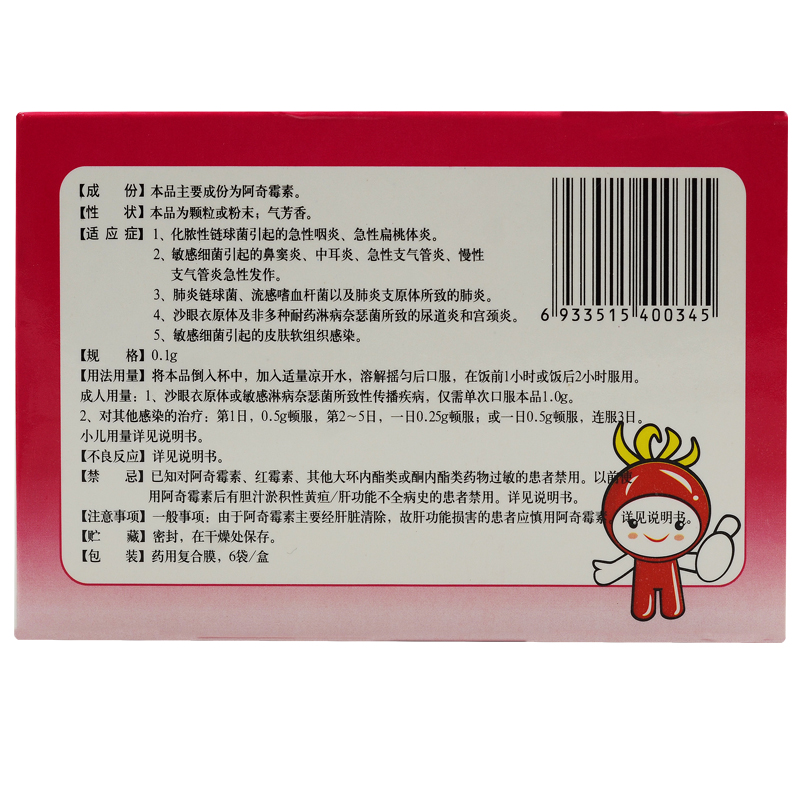 【成 份】本品主要成份为阿奇霉素。
【性 状】本品为颗粒或粉末；气芳香。
【适 应 症】1、化脓性链球菌引起的急性咽炎、急性扁桃体炎。
2、敏感细菌引起的鼻窦炎、中耳炎、急性支气管炎、慢性
支气管炎急性发作。
3、肺炎链球菌、流感嗜血杆菌以及肺炎支原体所致的肺炎。
4、沙眼衣原体及非多种耐药淋病奈瑟菌所致的尿道炎和宫颈炎。
5、敏感细菌引起的皮肤软组织感染。
6 933515 400345
【规 格】0.1g
【用法用量】将本品倒入杯中，加入适量凉开水，溶解摇匀后口服，在饭前1小时或饭后2小时服用。
成人用量：1、沙眼衣原体或敏感淋病奈瑟菌所致性传播疾病，仅需单次口服本品1.0g。
2、对其他感染的治疗：第1日，0.5g顿服，第2～5日，一日0.25g顿服；或一日0.5g顿服，连服3日。
小儿用量详见说明书。
【不良反应】详见说明书。
【禁 忌】已知对阿奇霉素、红霉素、其他大环内酯类或酮内酯类药物过敏的患者禁用。以前使
用阿奇霉素后有胆汁淤积性黄疸/肝功能不全病史的患者禁用。详见说明书。
【注意事项】一般事项：由于阿奇霉素主要经肝脏清除，故肝功能损害的患者应慎用阿奇霉素。详见说明书。
【贮 藏】密封，在干燥处保存。
【包 装】药用复合膜，6袋/盒